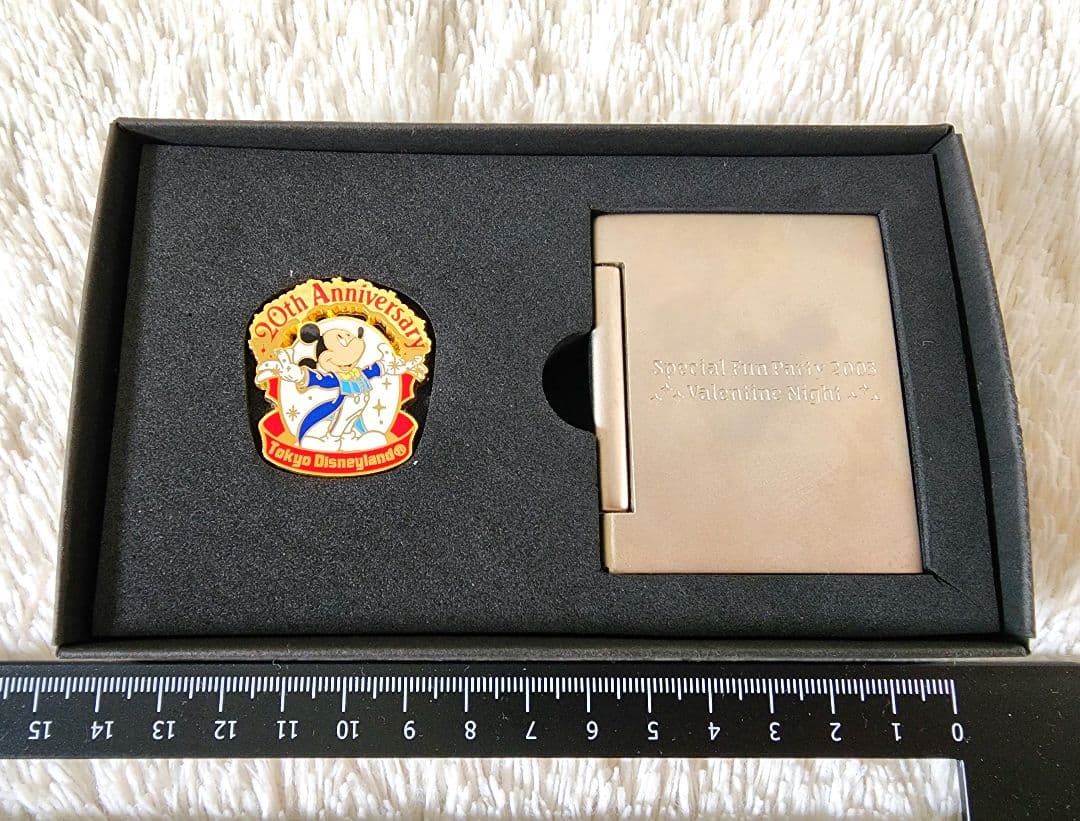 20th Anniversary
Tokyo Disneyland®
Special Fun Party 2003
Valentine Night
15 14 13 12 11 10 9 8 7 6 5 4 3 2 1 0